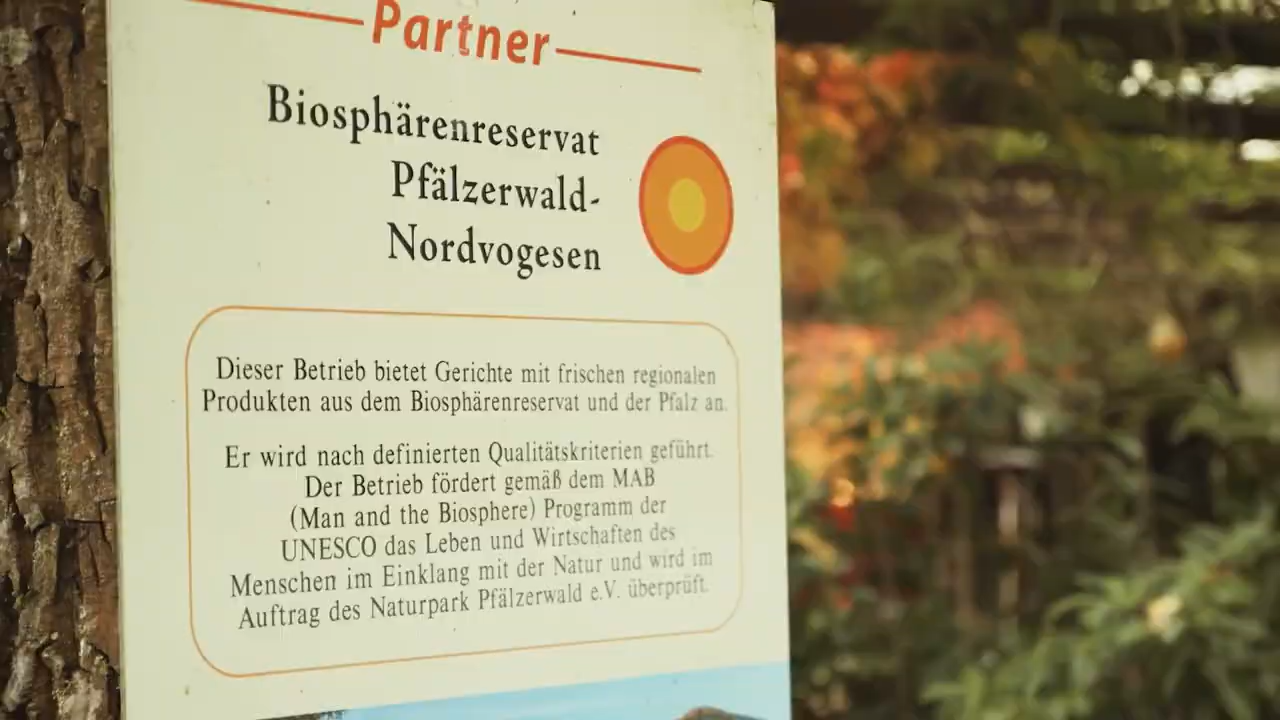 Partner
Biosphärenreservat
Pfälzerwald-
Nordvogesen
Dieser Betrieb bietet Gerichte mit frischen regionalen
Produkten aus dem Biosphärenreservat und der Pfalz an.
Er wird nach definierten Qualitätskriterien geführt.
Der Betrieb fördert gemäß dem MAB
(Man and the Biosphere) Programm der
UNESCO das Leben und Wirtschaften des
Menschen im Einklang mit der Natur und wird im
Auftrag des Naturpark Pfälzerwald e.V. überprüft.